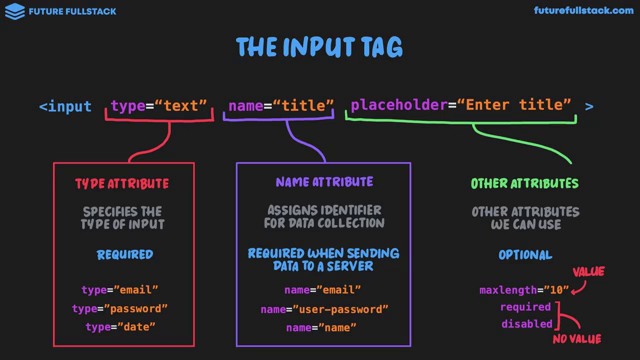 FUTURE FULLSTACK
futurefullstack.com
THE INPUT TAG
<input type=“text” name=“title” placeholder=“Enter title” >
TYPE ATTRIBUTE
SPECIFIES THE
TYPE OF INPUT
REQUIRED
type=”email”
type=”password”
type=”date”
NAME ATTRIBUTE
ASSIGNS IDENTIFIER
FOR DATA COLLECTION
REQUIRED WHEN SENDING
DATA TO A SERVER
name=”email”
name=”user-password”
name=”name”
OTHER ATTRIBUTES
OTHER ATTRIBUTES
WE CAN USE
OPTIONAL
VALUE
maxlength=”10”
required
disabled
NO VALUE